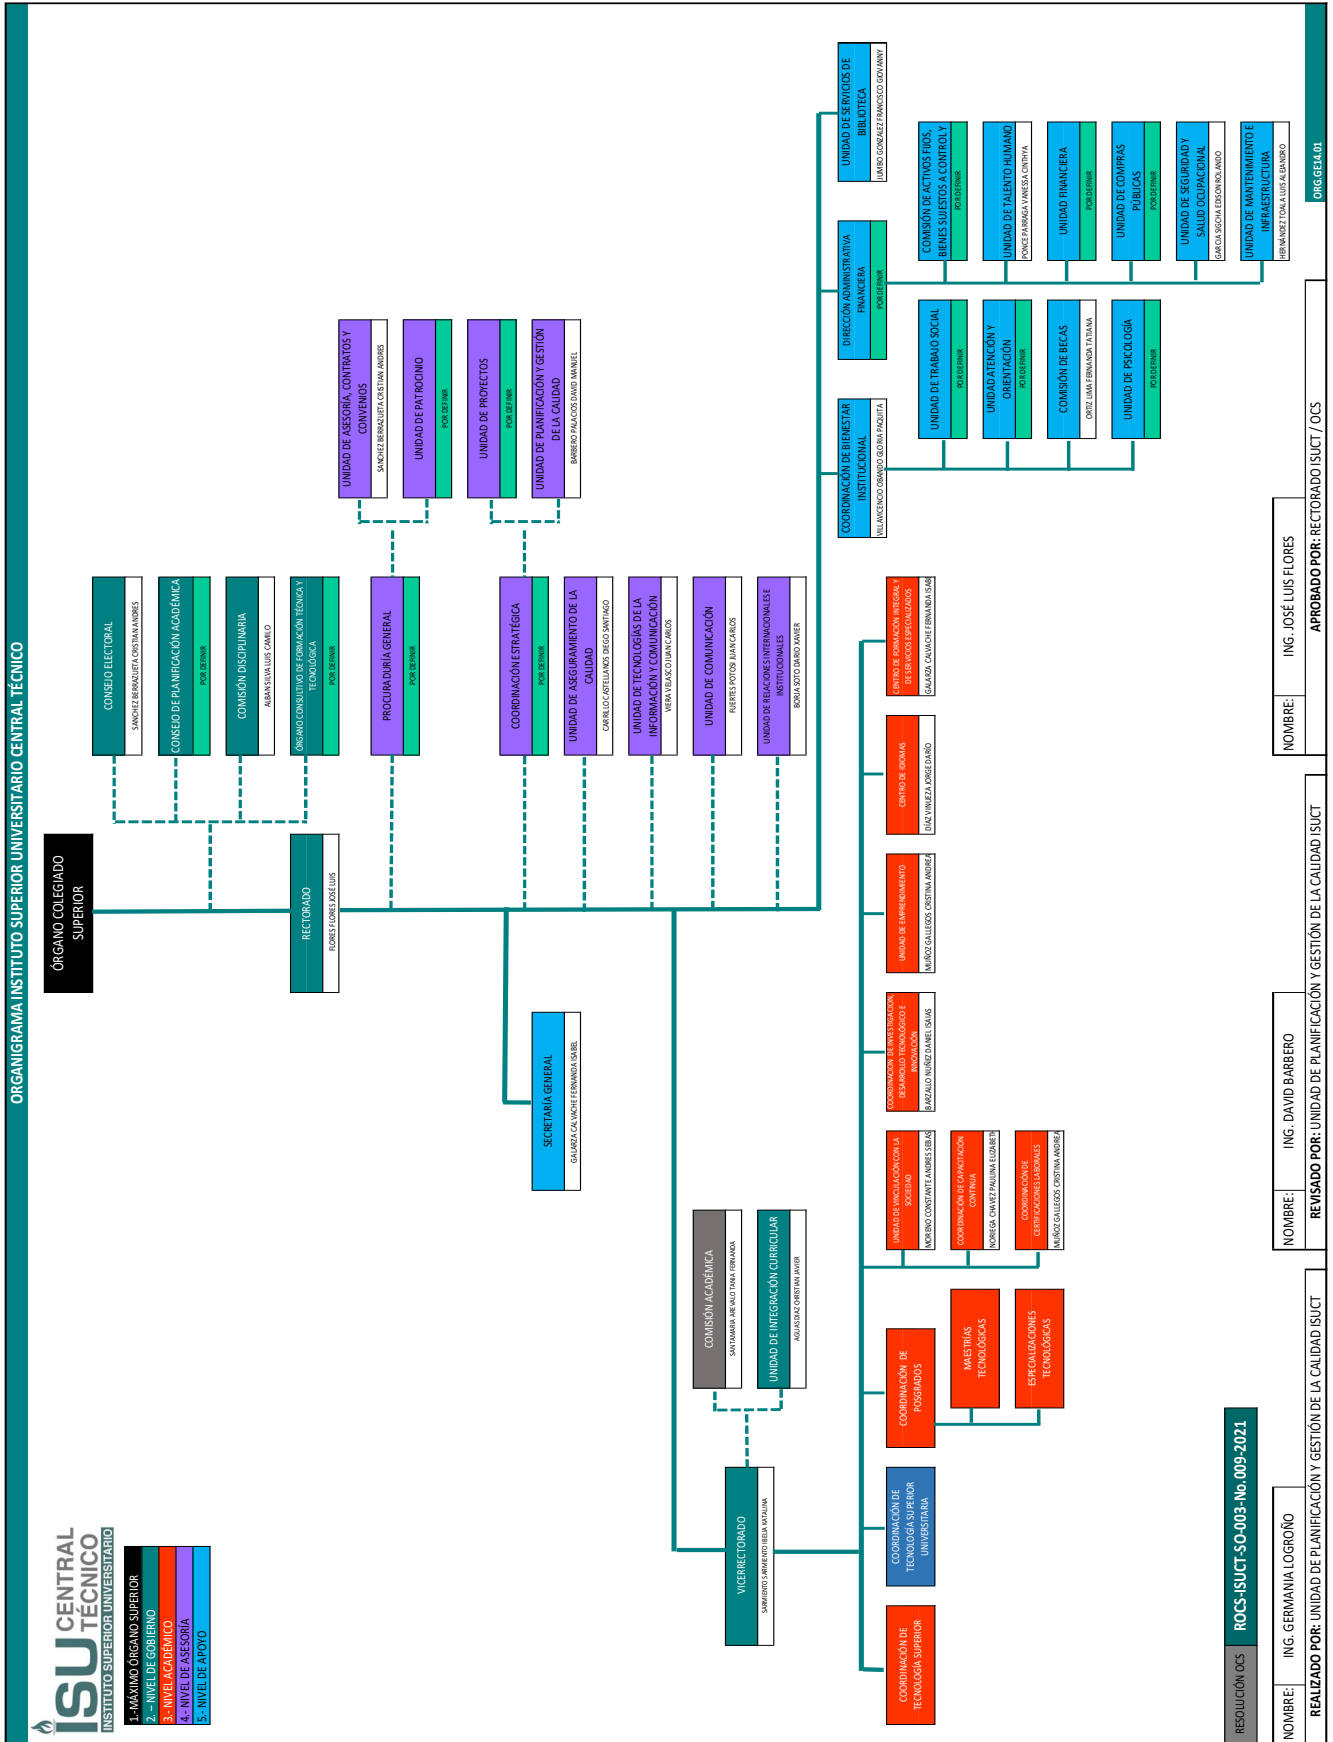 ORGANIGRAMA INSTITUTO SUPERIOR UNIVERSITARIO CENTRAL TÉCNICO
ISU CENTRAL
TÉCNICO
INSTITUTO SUPERIOR UNIVERSITARIO
1.-MÁXIMO ÓRGANO SUPERIOR
2. – NIVEL DE GOBIERNO
3.- NIVEL ACADÉMICO
4.- NIVEL DE ASESORÍA
5.- NIVEL DE APOYO
ÓRGANO COLEGIADO
SUPERIOR
CONSEJO ELECTORAL
SANCHEZ BERRAZUETA CRISTIAN ANDRES
CONSEJO DE PLANIFICACIÓN ACADÉMICA
POR DEFINIR
COMISIÓN DISCIPLINARIA
ALBAN SILVA LUIS CAMILO
ÓRGANO CONSULTIVO DE FORMACIÓN TÉCNICA Y
TECNOLÓGICA
POR DEFINIR
RECTORADO
FLORES FLORES JOSÉ LUIS
PROCURADURÍA GENERAL
POR DEFINIR
UNIDAD DE ASESORÍA, CONTRATOS Y
CONVENIOS
SANCHEZ BERRAZUETA CRISTIAN ANDRES
UNIDAD DE PATROCINIO
POR DEFINIR
COORDINACIÓN ESTRATÉGICA
POR DEFINIR
UNIDAD DE PROYECTOS
POR DEFINIR
UNIDAD DE PLANIFICACIÓN Y GESTIÓN
DE LA CALIDAD
BARBERO PALACIOS DAVID MANUEL
UNIDAD DE ASEGURAMIENTO DE LA
CALIDAD
CARRILLO CASTELLANOS DIEGO SANTIAGO
UNIDAD DE TECNOLOGÍAS DE LA
INFORMACIÓN Y COMUNICACIÓN
VIERA VELASCO JUAN CARLOS
UNIDAD DE COMUNICACIÓN
FUERTES POTOSI JUAN CARLOS
UNIDAD DE RELACIONES INTERNACIONALES E
INSTITUCIONALES
BORJA SOTO DARIO XAVIER
SECRETARÍA GENERAL
GALARZA CALVACHE FERNANDA ISABEL
COMISIÓN ACADÉMICA
SANTAMARIA AREVALO TANIA FERNANDA
UNIDAD DE INTEGRACIÓN CURRICULAR
AGUAS DIAZ CHRISTIAN JAVIER
VICERRECTORADO
SARMIENTO SARMIENTO IBELIA KATALINA
COORDINACIÓN DE BIENESTAR
INSTITUCIONAL
VILLAVICENCIO OBANDO GLORIA PAQUITA
DIRECCIÓN ADMINISTRATIVA
FINANCIERA
POR DEFINIR
UNIDAD DE SERVICIOS DE
BIBLIOTECA
JUMBO GONZALEZ FRANCISCO GIOVANNY
UNIDAD DE TRABAJO SOCIAL
POR DEFINIR
UNIDAD ATENCIÓN Y
ORIENTACIÓN
POR DEFINIR
COMISIÓN DE BECAS
ORTIZ LIMA FERNANDA TATIANA
UNIDAD DE PSICOLOGÍA
POR DEFINIR
COMISIÓN DE ACTIVOS FIJOS,
BIENES SUJESTOS A CONTROL Y
POR DEFINIR
UNIDAD DE TALENTO HUMANO
PONCE PARRAGA VANESSA CINTHYA
UNIDAD FINANCIERA
POR DEFINIR
UNIDAD DE COMPRAS
PÚBLICAS
POR DEFINIR
UNIDAD DE SEGURIDAD Y
SALUD OCUPACIONAL
GARCIA SIGCHA EDISON ROLANDO
UNIDAD DE MANTENIMIENTO E
INFRAESTRUCTURA
HERNÁNDEZ TOALA LUIS ALEJANDRO
COORDINACIÓN DE
TECNOLOGÍA SUPERIOR
COORDINACIÓN DE
TECNOLOGÍA SUPERIOR
UNIVERSITARIA
COORDINACIÓN DE
POSGRADOS
MAESTRÍAS
TECNOLÓGICAS
ESPECIALIZACIONES
TECNOLÓGICAS
UNIDAD DE VINCULACIÓN CON LA
SOCIEDAD
MORENO CONSTANTE ANDRES SEBAS
COORDINACIÓN DE CAPACITACIÓN
CONTINUA
NORIEGA CHAVEZ PAULINA ELIZABETH
COORDINACIÓN DE
CERTIFICACIONES LABORALES
MUÑOZ GALLEGOS CRISTINA ANDREA
COORDINACIÓN DE INVESTIGACIÓN,
DESARROLLO TECNOLÓGICO E
INNOVACIÓN
BARZALLO NUÑEZ DANIEL ISAIAS
UNIDAD DE EMPRENDIMIENTO
MUÑOZ GALLEGOS CRISTINA ANDREA
CENTRO DE IDIOMAS
DÍAZ VINUEZA JORGE DARÍO
CENTRO DE FORMACIÓN INTEGRAL Y
DE SERVICIOS ESPECIALIZADOS
GALARZA CALVACHE FERNANDA ISABE
RESOLUCIÓN OCS
ROCS-ISUCT-SO-003-No.009-2021
NOMBRE: ING. GERMANIA LOGROÑO
REALIZADO POR: UNIDAD DE PLANIFICACIÓN Y GESTIÓN DE LA CALIDAD ISUCT
NOMBRE: ING. DAVID BARBERO
REVISADO POR: UNIDAD DE PLANIFICACIÓN Y GESTIÓN DE LA CALIDAD ISUCT
NOMBRE: ING. JOSÉ LUIS FLORES
APROBADO POR: RECTORADO ISUCT / OCS
ORG.GE14.01